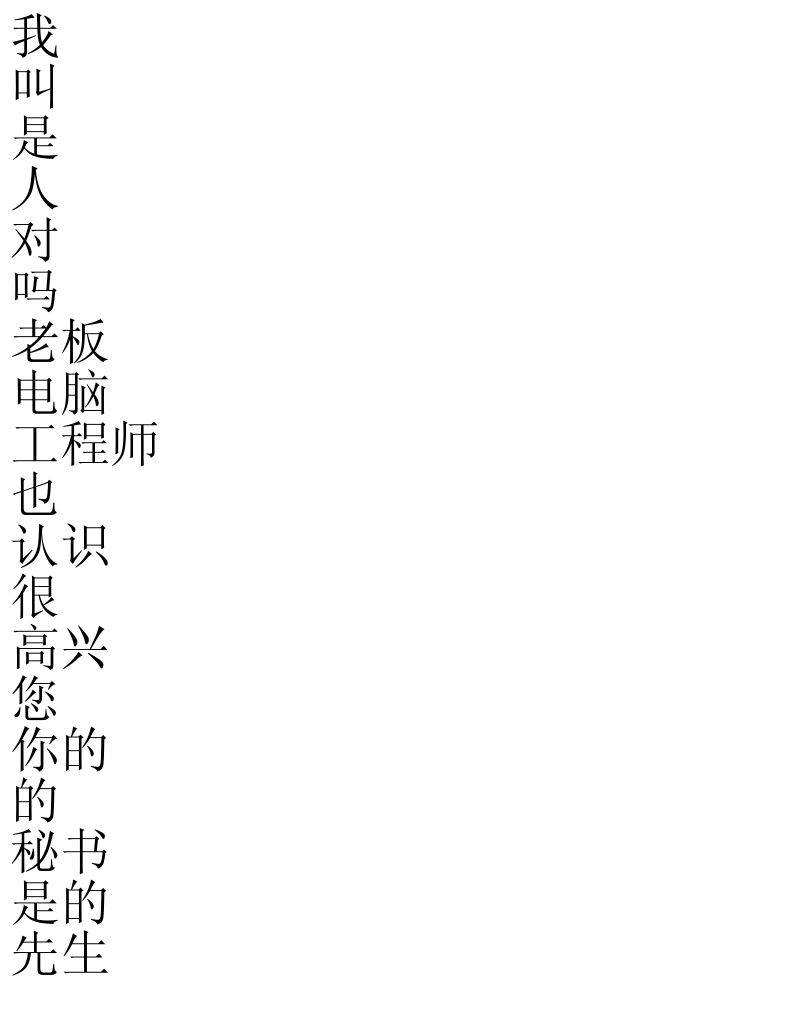 我
叫
是
人
对
吗
老板
电脑
工程师
也
认识
很
高兴
您
你的
的
秘书
是的
先生